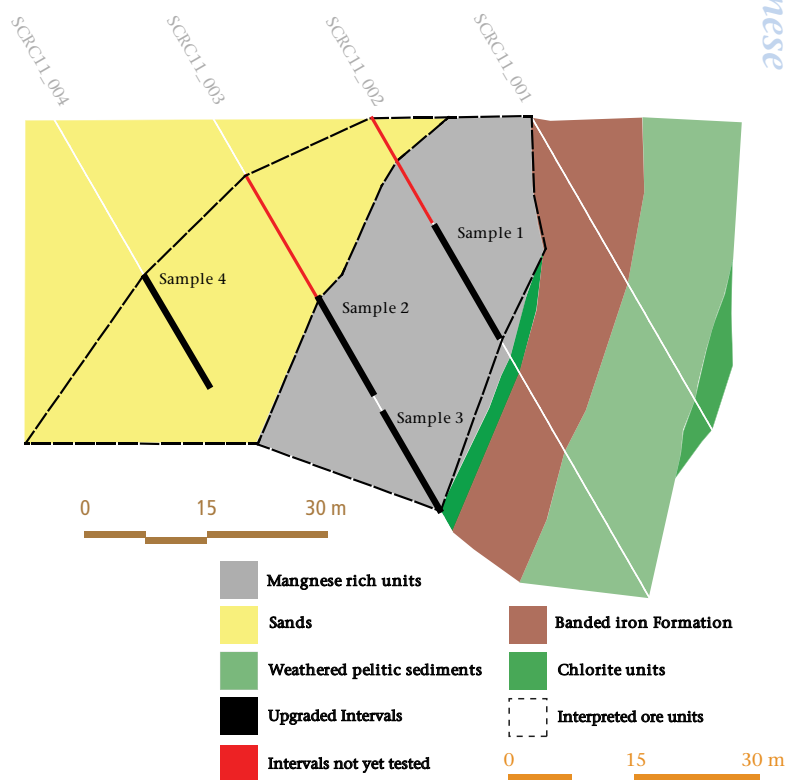 SCRC11_004
SCRC11_003
SCRC11_002
SCRC11_001
nese
Sample 1
Sample 4
Sample 2
Sample 3
0 15 30 m
Mangnese rich units
Sands
Banded iron Formation
Weathered pelitic sediments
Chlorite units
Upgraded Intervals
Interpreted ore units
Intervals not yet tested
0 15 30 m